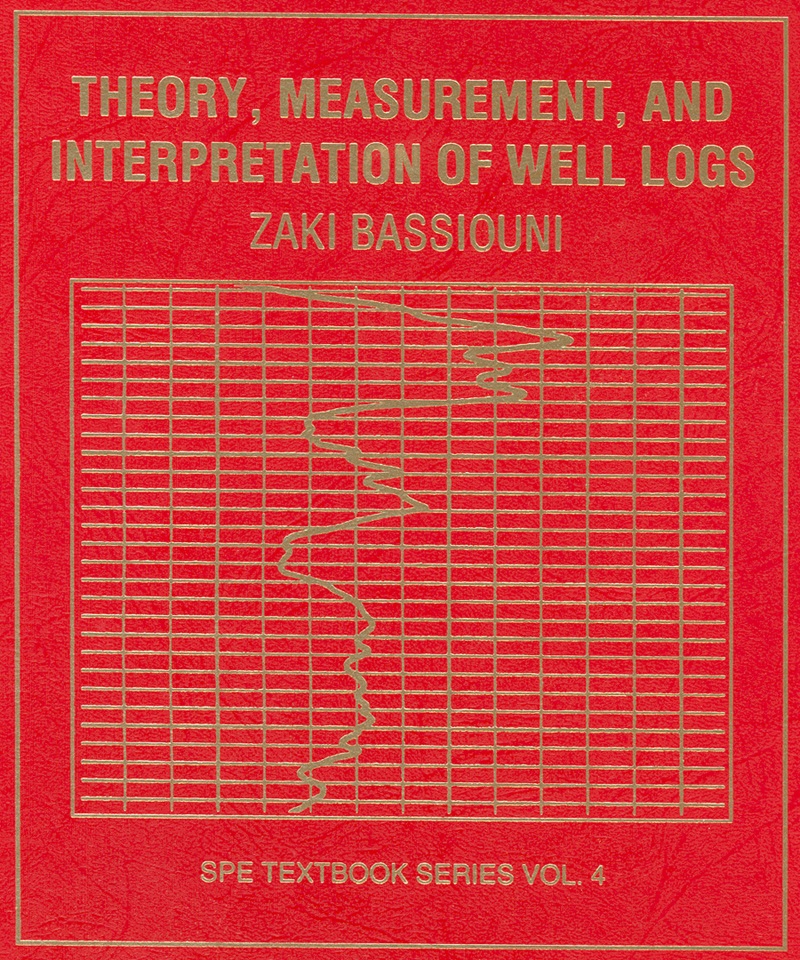 THEORY, MEASUREMENT, AND
INTERPRETATION OF WELL LOGS
ZAKI BASSIOUNI
SPE TEXTBOOK SERIES VOL. 4